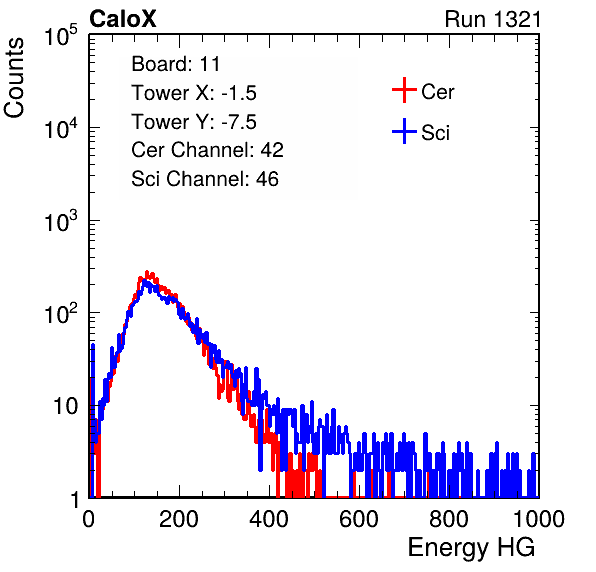 CaloX Run 1321
Counts
Board: 11
Tower X: -1.5
Tower Y: -7.5
Cer Channel: 42
Sci Channel: 46
Cer
Sci
10^5
10^4
10^3
10^2
10
1
0 200 400 600 800 1000
Energy HG